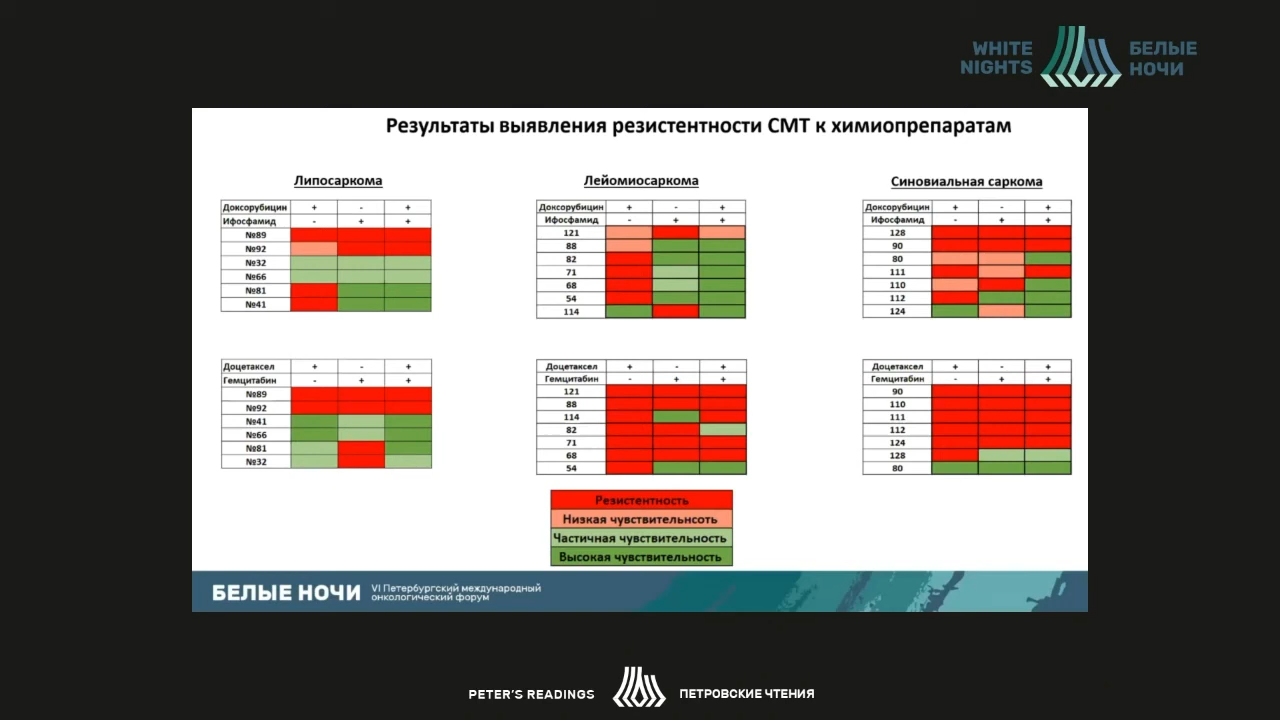 WHITE
NIGHTS
БЕЛЫЕ
НОЧИ
Результаты выявления резистентности СМТ к химиопрепаратам
Липосаркома
Доксорубицин + - +
Ифосфамид - + +
№89
№92
№32
№66
№81
№41
Лейомиосаркома
Доксорубицин + - +
Ифосфамид - + +
121
88
82
71
68
54
114
Синовиальная саркома
Доксорубицин + - +
Ифосфамид - + +
128
90
80
111
110
112
124
Доцетаксел + - +
Гемцитабин - + +
№89
№92
№41
№66
№81
№32
Доцетаксел + - +
Гемцитабин - + +
121
88
114
82
71
68
54
Доцетаксел + - +
Гемцитабин - + +
90
110
111
112
124
128
80
Резистентность
Низкая чувствительнсоть
Частичная чувствительность
Высокая чувствительность
БЕЛЫЕ НОЧИ
VI Петербургский международный
онкологический форум
PETER'S READINGS
ПЕТРОВСКИЕ ЧТЕНИЯ